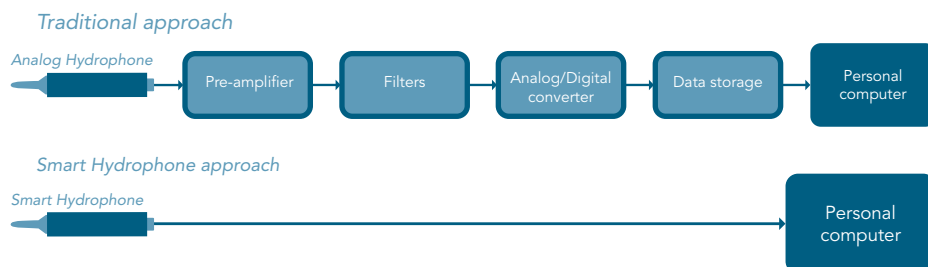 Traditional approach
Analog Hydrophone
Pre-amplifier
Filters
Analog/Digital
converter
Data storage
Personal
computer
Smart Hydrophone approach
Smart Hydrophone
Personal
computer